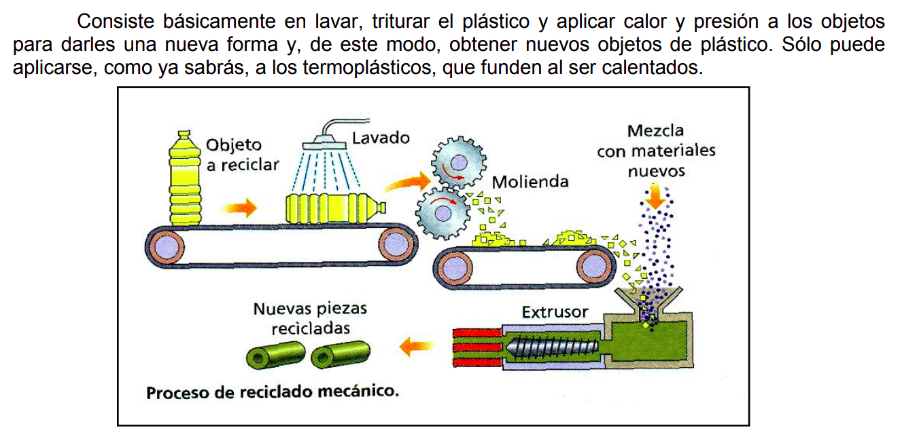 Consiste básicamente en lavar, triturar el plástico y aplicar calor y presión a los objetos
para darles una nueva forma y, de este modo, obtener nuevos objetos de plástico. Sólo puede
aplicarse, como ya sabrás, a los termoplásticos, que funden al ser calentados.
Objeto
a reciclar
Lavado
Molienda
Mezcla
con materiales
nuevos
Extrusor
Nuevas piezas
recicladas
Proceso de reciclado mecánico.